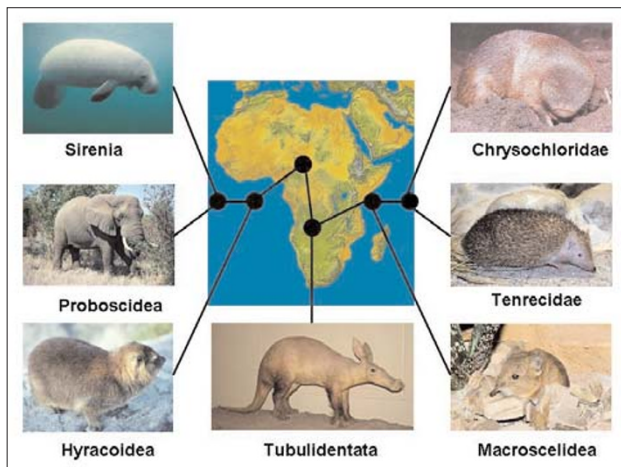 Sirenia
Chrysochloridae
Proboscidea
Tenrecidae
Hyracoidea
Tubulidentata
Macroscelidea